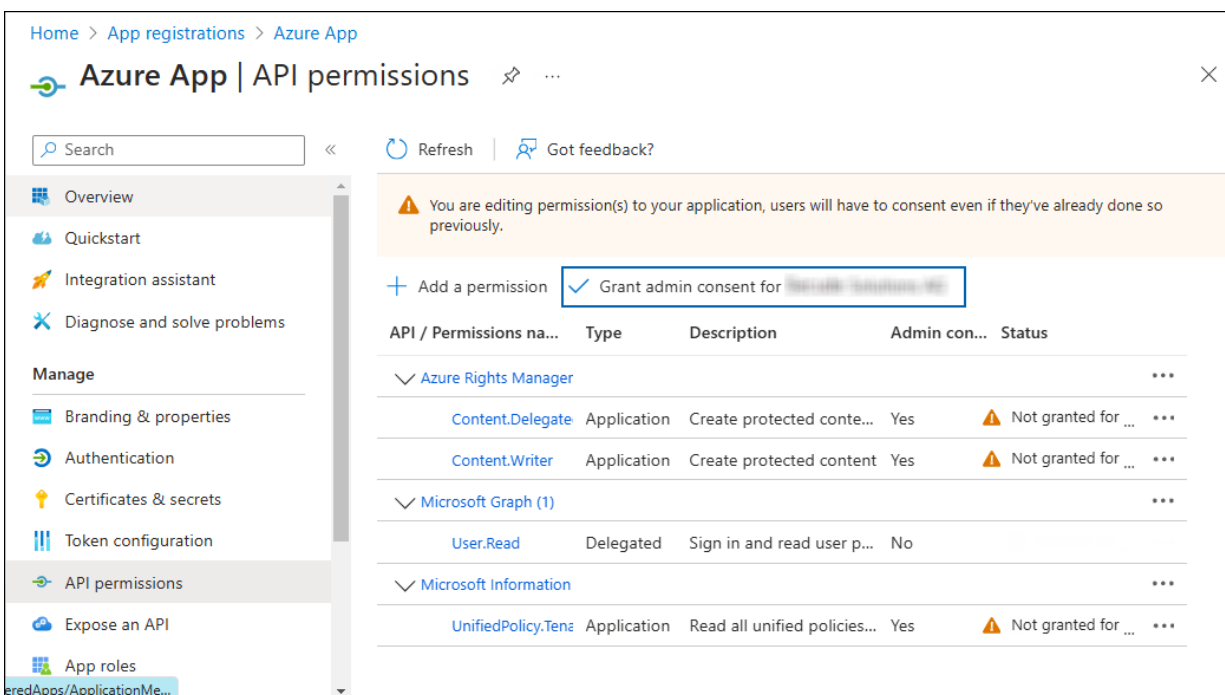 Home > App registrations > Azure App
Azure App | API permissions
Search
Refresh
Got feedback?
Overview
Quickstart
Integration assistant
Diagnose and solve problems
Manage
Branding & properties
Authentication
Certificates & secrets
Token configuration
API permissions
Expose an API
App roles
eredApps/ApplicationMe...
You are editing permission(s) to your application, users will have to consent even if they've already done so
previously.
Add a permission
Grant admin consent for
API / Permissions na... Type Description Admin con... Status
Azure Rights Manager
Content.Delegate Application Create protected conte... Yes Not granted for ...
Content.Writer Application Create protected content Yes Not granted for ...
Microsoft Graph (1)
User.Read Delegated Sign in and read user p... No
Microsoft Information
UnifiedPolicy.Tena Application Read all unified policies... Yes Not granted for ...